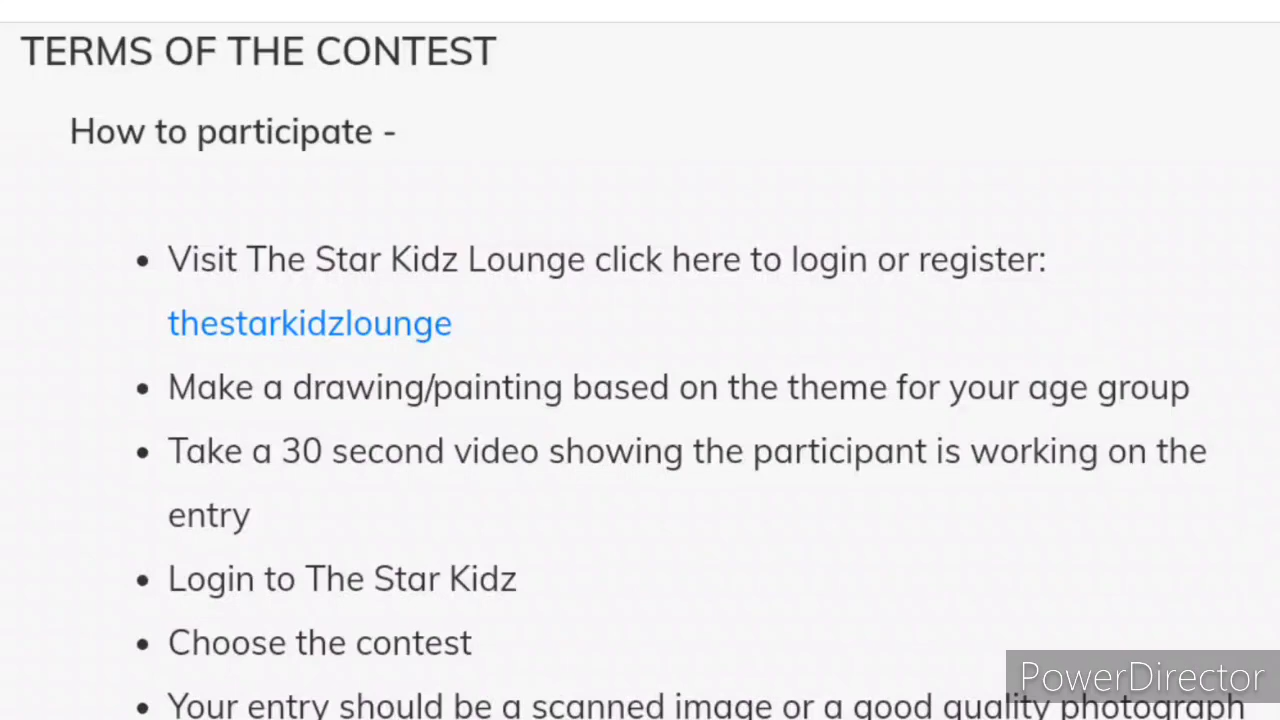 TERMS OF THE CONTEST
How to participate -
• Visit The Star Kidz Lounge click here to login or register:
thestarkidzlounge
• Make a drawing/painting based on the theme for your age group
• Take a 30 second video showing the participant is working on the
entry
• Login to The Star Kidz
• Choose the contest
• Your entry should be a scanned image or a good quality photograph
PowerDirector